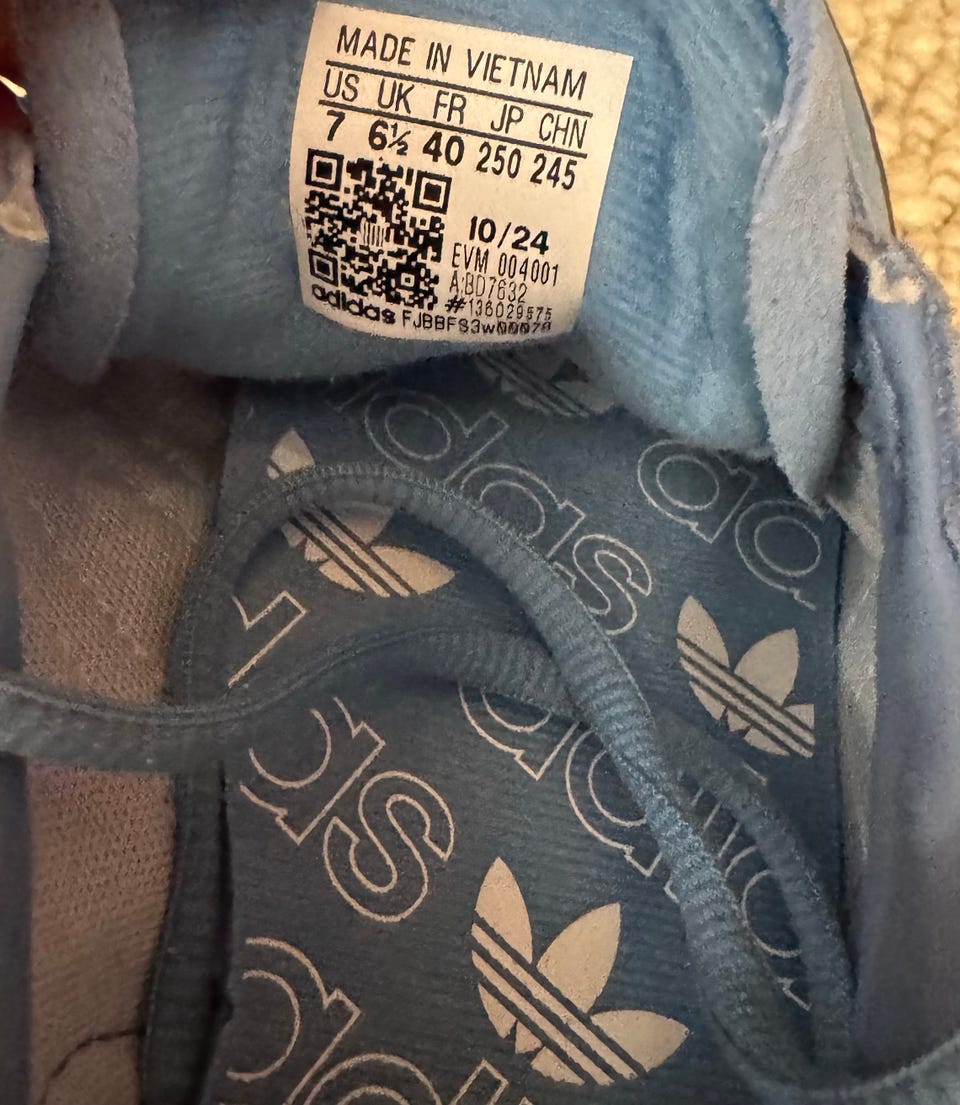 MADE IN VIETNAM
US UK FR JP CHN
7 6½ 40 250 245
10/24
EVM 004001
#136029575
adidas
adidas